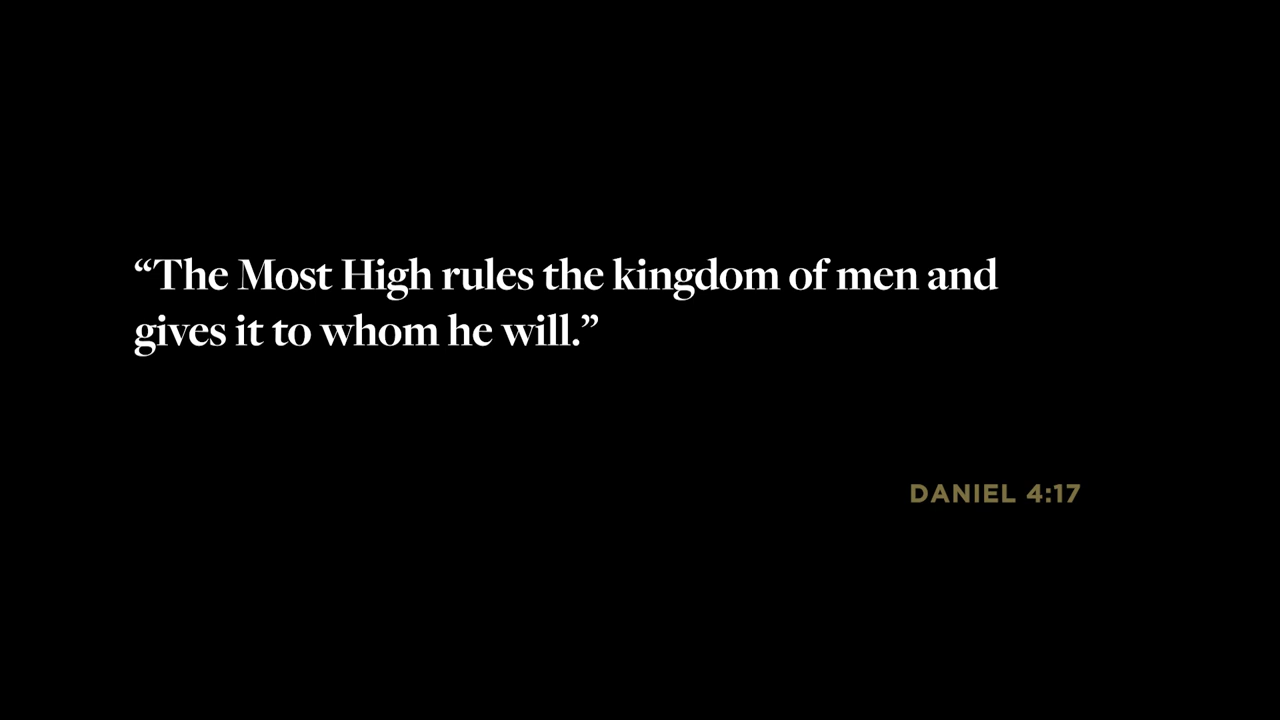 “The Most High rules the kingdom of men and
gives it to whom he will.”
DANIEL 4:17